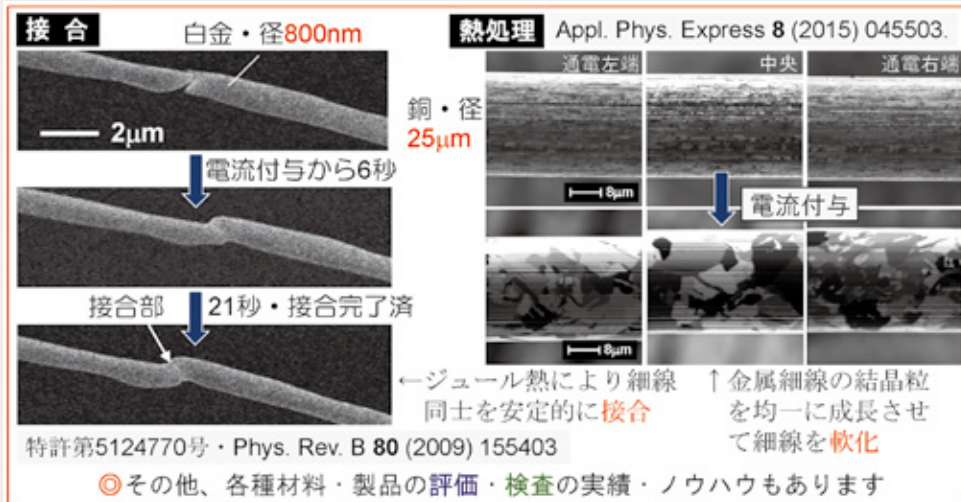 接 合
白金・径800nm
2μm
電流付与から6秒
接合部
21秒・接合完了済
←ジュール熱により細線
同士を安定的に接合
特許第5124770号・Phys. Rev. B 80 (2009) 155403
熱処理 Appl. Phys. Express 8 (2015) 045503.
通電左端 中央 通電右端
銅・径
25μm
8μm
電流付与
8μm
↑金属細線の結晶粒
を均一に成長させ
て細線を軟化
◎その他、各種材料・製品の評価・検査の実績・ノウハウもあります